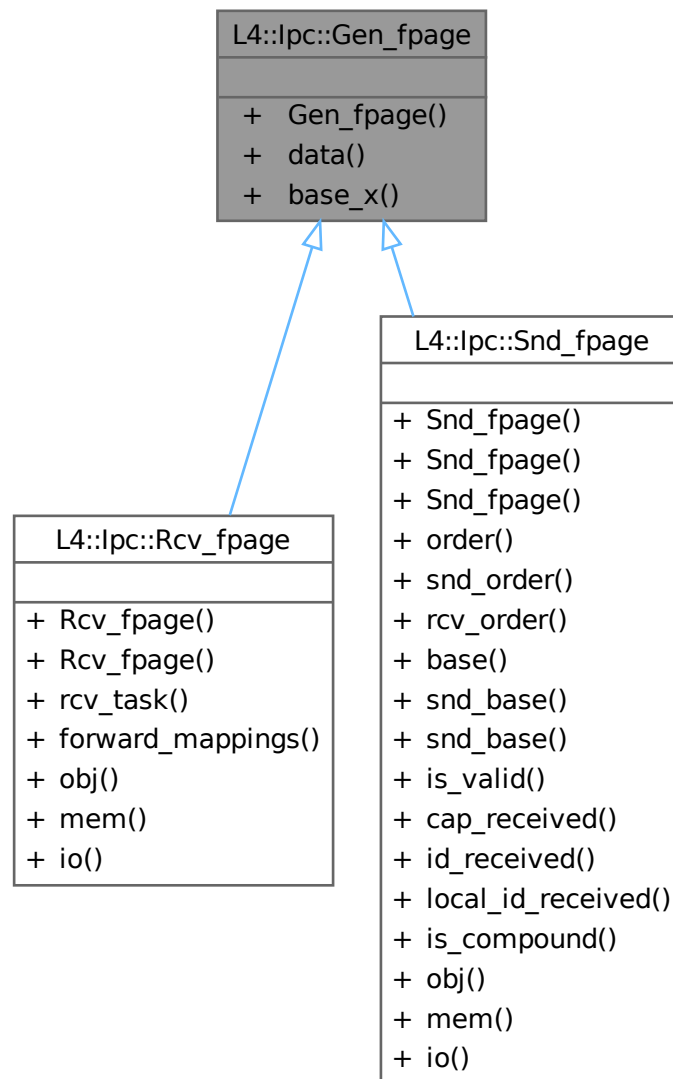 L4::Ipc::Gen_fpage
+ Gen_fpage()
+ data()
+ base_x()
L4::Ipc::Rcv_fpage
+ Rcv_fpage()
+ Rcv_fpage()
+ rcv_task()
+ forward_mappings()
+ obj()
+ mem()
+ io()
L4::Ipc::Snd_fpage
+ Snd_fpage()
+ Snd_fpage()
+ Snd_fpage()
+ order()
+ snd_order()
+ rcv_order()
+ base()
+ snd_base()
+ snd_base()
+ is_valid()
+ cap_received()
+ id_received()
+ local_id_received()
+ is_compound()
+ obj()
+ mem()
+ io()